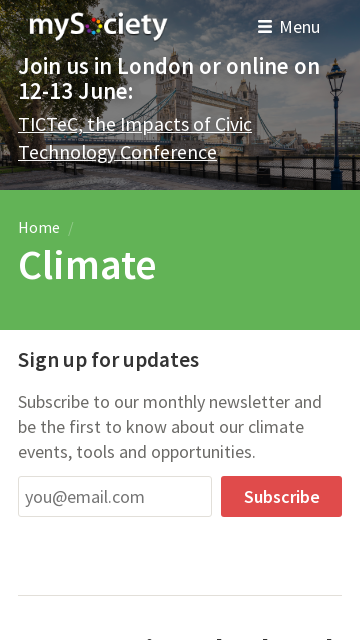 mySociety
Menu
Join us in London or online on
12-13 June:
TICTeC, the Impacts of Civic
Technology Conference
Home /
Climate
Sign up for updates
Subscribe to our monthly newsletter and
be the first to know about our climate
events, tools and opportunities.
you@email.com
Subscribe